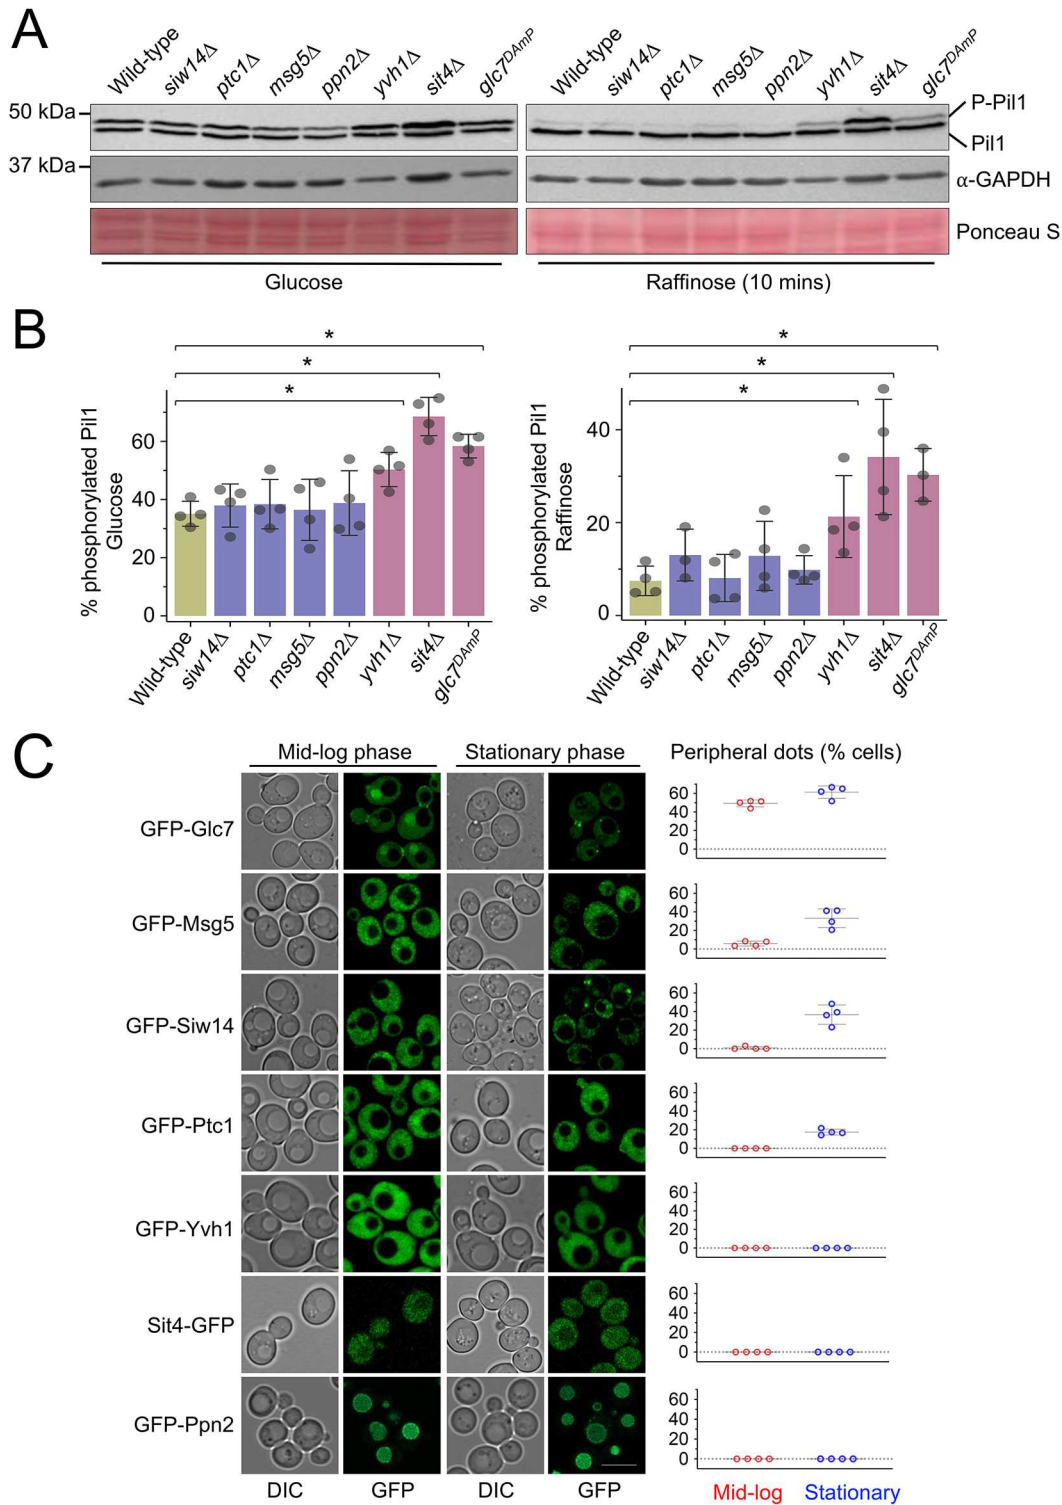 A
Wild-type siw14Δ ptc1Δ msg5Δ ppn2Δ yvh1Δ sit4Δ glc7DAmP Wild-type siw14Δ ptc1Δ msg5Δ ppn2Δ yvh1Δ sit4Δ glc7DAmP
50 kDa P-Pil1
Pil1
37 kDa α-GAPDH
Ponceau S
Glucose Raffinose (10 mins)
B
* *
* *
* *
% phosphorylated Pil1
Glucose
60
40
20
0
Wild-type siw14Δ ptc1Δ msg5Δ ppn2Δ yvh1Δ sit4Δ glc7DAmP
% phosphorylated Pil1
Raffinose
40
20
0
Wild-type siw14Δ ptc1Δ msg5Δ ppn2Δ yvh1Δ sit4Δ glc7DAmP
C
Mid-log phase Stationary phase Peripheral dots (% cells)
GFP-Glc7
60
40
20
0
GFP-Msg5
60
40
20
0
GFP-Siw14
60
40
20
0
GFP-Ptc1
60
40
20
0
GFP-Yvh1
60
40
20
0
Sit4-GFP
60
40
20
0
GFP-Ppn2
60
40
20
0
DIC GFP DIC GFP Mid-log Stationary